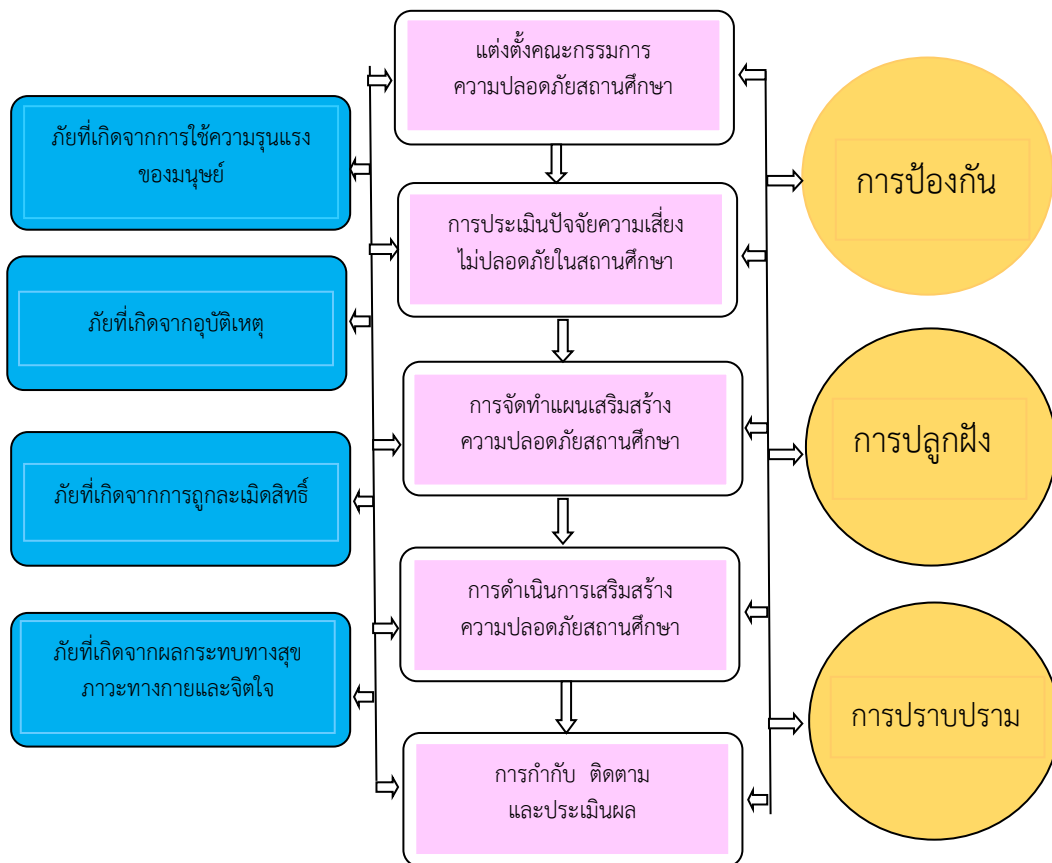 แต่งตั้งคณะกรรมการ
ความปลอดภัยสถานศึกษา
การประเมินปัจจัยความเสี่ยง
ไม่ปลอดภัยในสถานศึกษา
การจัดทำแผนเสริมสร้าง
ความปลอดภัยสถานศึกษา
การดำเนินการเสริมสร้าง
ความปลอดภัยสถานศึกษา
การกำกับ ติดตาม
และประเมินผล
ภัยที่เกิดจากการใช้ความรุนแรง
ของมนุษย์
ภัยที่เกิดจากอุบัติเหตุ
ภัยที่เกิดจากการถูกละเมิดสิทธิ์
ภัยที่เกิดจากผลกระทบทางสุข
ภาวะทางกายและจิตใจ
การป้องกัน
การปลูกฝัง
การปราบปราม